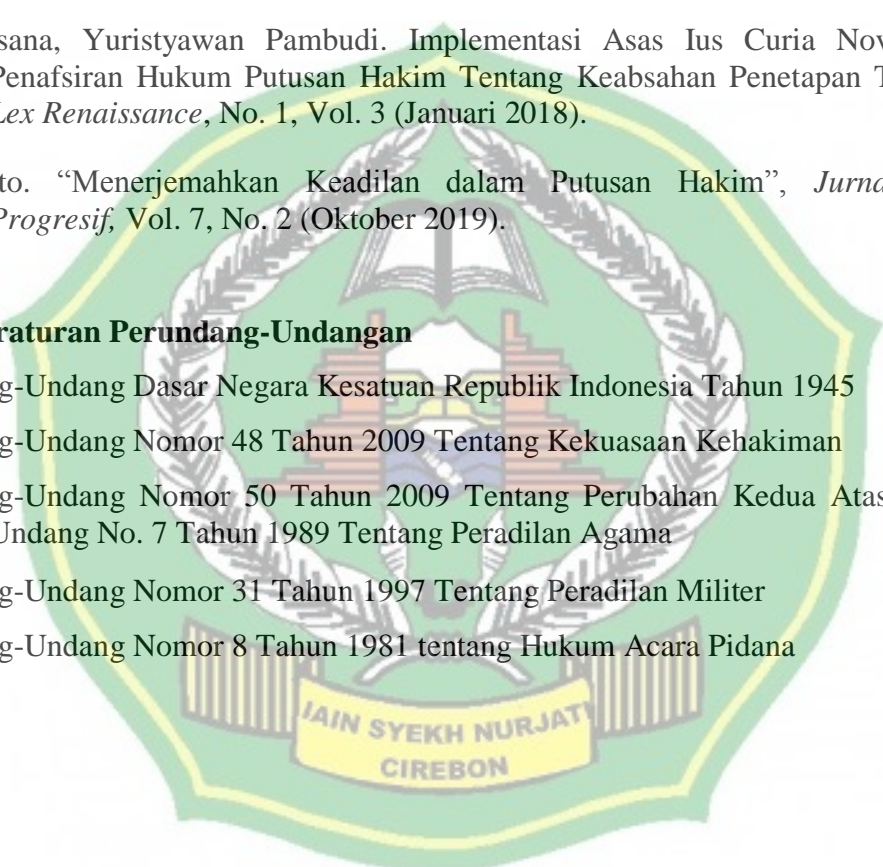 sana, Yuristyawan Pambudi. Implementasi Asas Ius Curia Nov
Penafsiran Hukum Putusan Hakim Tentang Keabsahan Penetapan T
Lex Renaissance, No. 1, Vol. 3 (Januari 2018).
to. “Menerjemahkan Keadilan dalam Putusan Hakim”, Jurna
Progresif, Vol. 7, No. 2 (Oktober 2019).
raturan Perundang-Undangan
g-Undang Dasar Negara Kesatuan Republik Indonesia Tahun 1945
g-Undang Nomor 48 Tahun 2009 Tentang Kekuasaan Kehakiman
g-Undang Nomor 50 Tahun 2009 Tentang Perubahan Kedua Atas
Undang No. 7 Tahun 1989 Tentang Peradilan Agama
g-Undang Nomor 31 Tahun 1997 Tentang Peradilan Militer
g-Undang Nomor 8 Tahun 1981 tentang Hukum Acara Pidana
IAIN SYEKH NURJATI
CIREBON